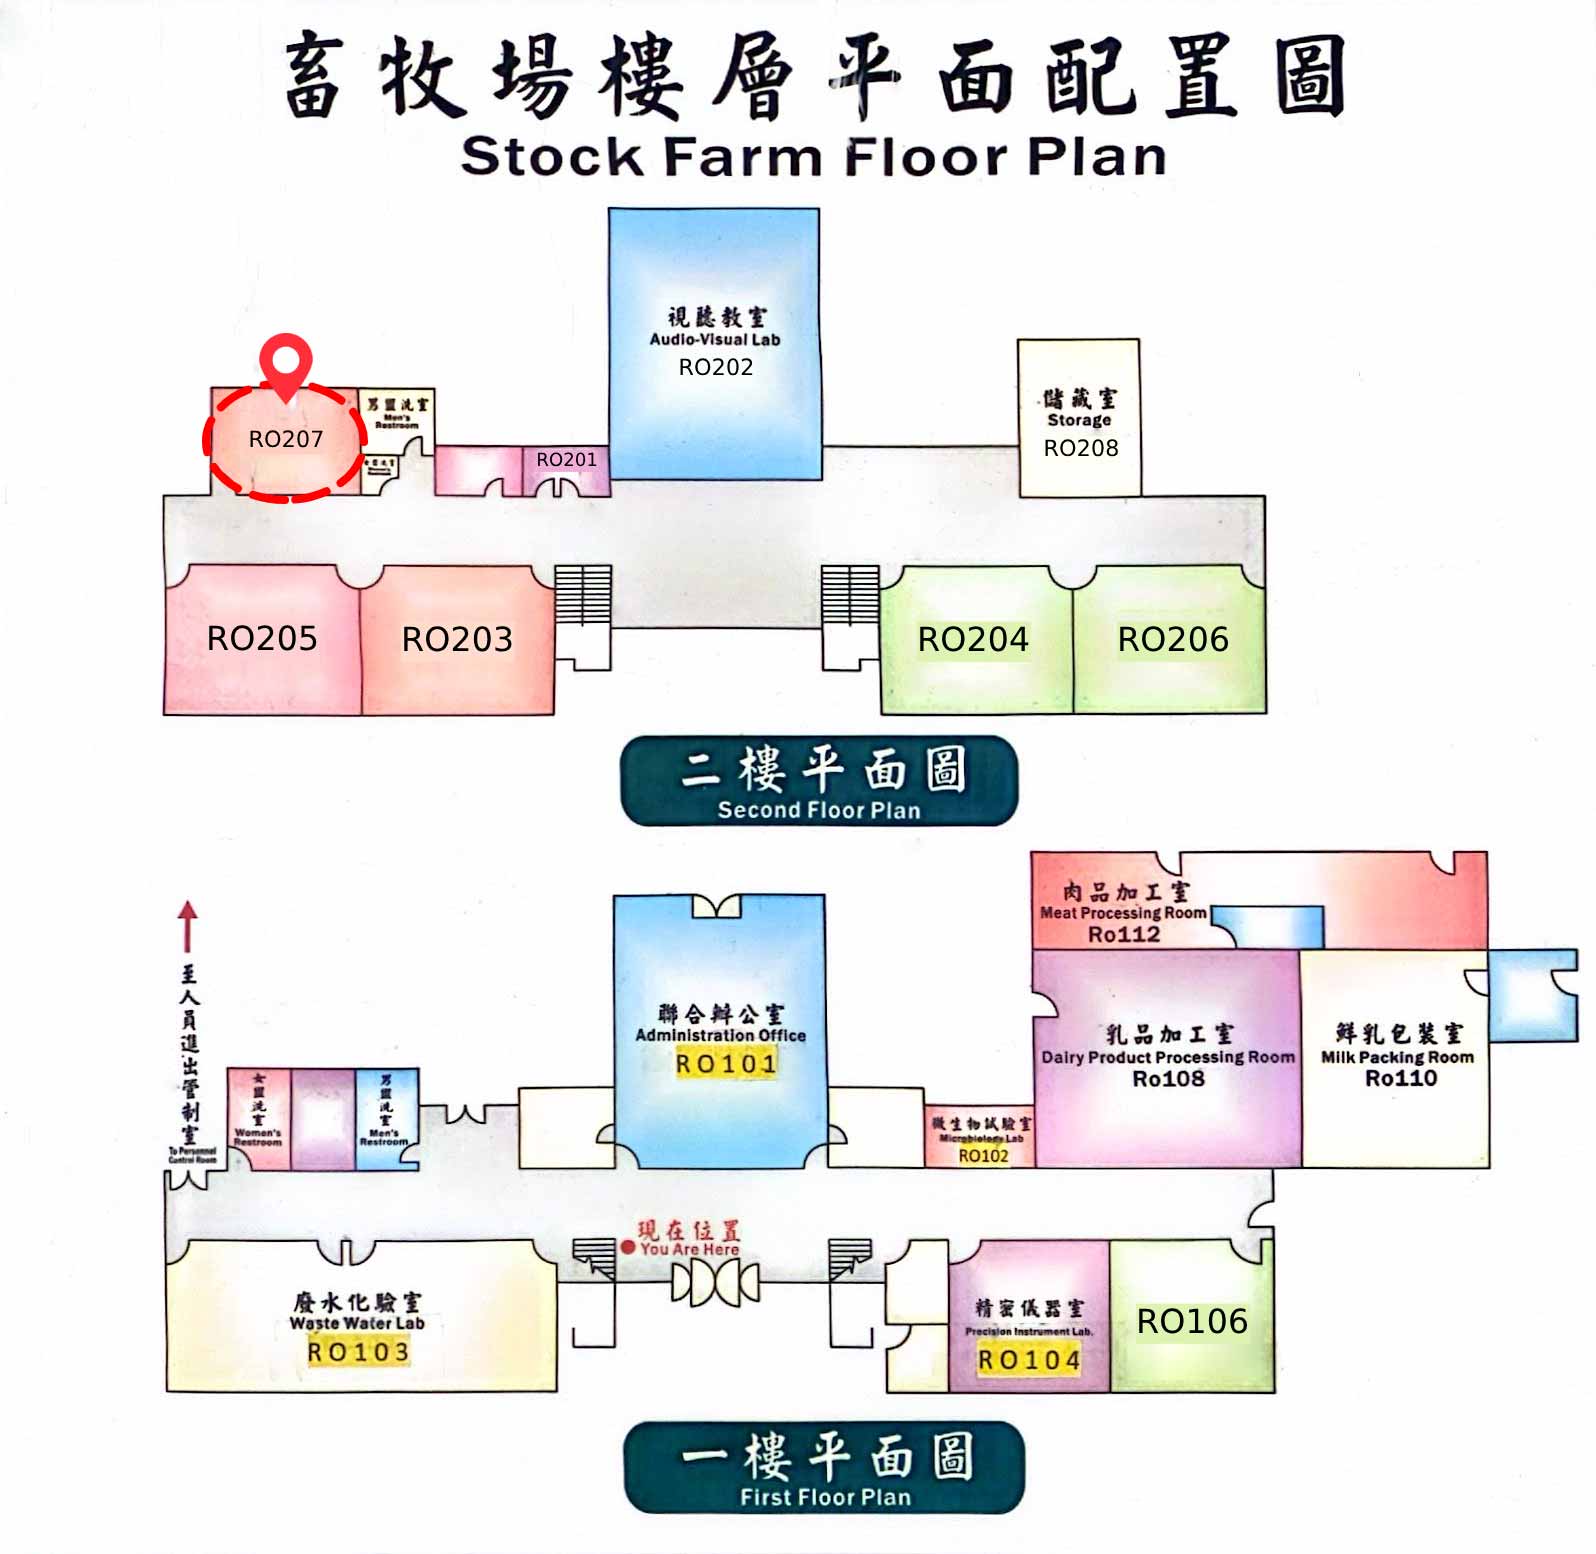 畜牧場樓層平面配置圖
Stock Farm Floor Plan
視聽教室
Audio-Visual Lab
RO202
儲藏室
Storage
RO208
RO207
男盥洗室
Men's
Restroom
RO201
RO205
RO203
RO204
RO206
二樓平面圖
Second Floor Plan
肉品加工室
Meat Processing Room
Ro112
至人員進出管制室
To Personnel
Control Room
聯合辦公室
Administration Office
RO101
乳品加工室
Dairy Product Processing Room
Ro108
鮮乳包裝室
Milk Packing Room
Ro110
女盥洗室
Women's
Restroom
男盥洗室
Men's
Restroom
微生物試驗室
Microbiology Lab
RO102
現在位置
You Are Here
廢水化驗室
Waste Water Lab
RO103
精密儀器室
Precision Instrument Lab.
RO104
RO106
一樓平面圖
First Floor Plan